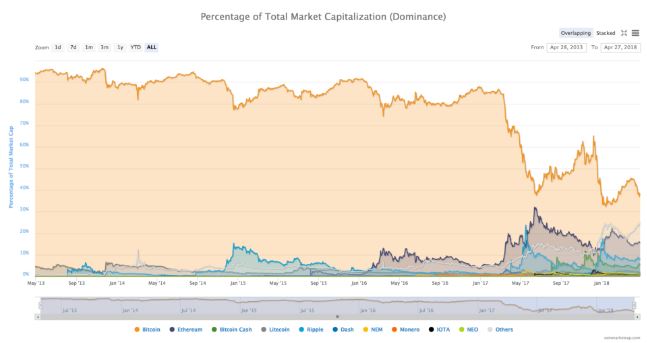 Percentage of Total Market Capitalization (Dominance)
Overlapping Stacked
Zoom 1d 7d 1m 3m 1y YTD ALL
From Apr 28, 2013 To Apr 27, 2018
Percentage of Total Market Cap
90%
80%
70%
60%
50%
40%
30%
20%
10%
0%
May '13 Sep '13 Jan '14 May '14 Sep '14 Jan '15 May '15 Sep '15 Jan '16 May '16 Sep '16 Jan '17 May '17 Sep '17 Jan '18
Jul '13 Jan '14 Jul '14 Jan '15 Jul '15 Jan '16 Jul '16 Jan '17 Jul '17 Jan '18
Bitcoin Ethereum Bitcoin Cash Litecoin Ripple Dash NEM Monero IOTA NEO Others
coinmarketcap.com